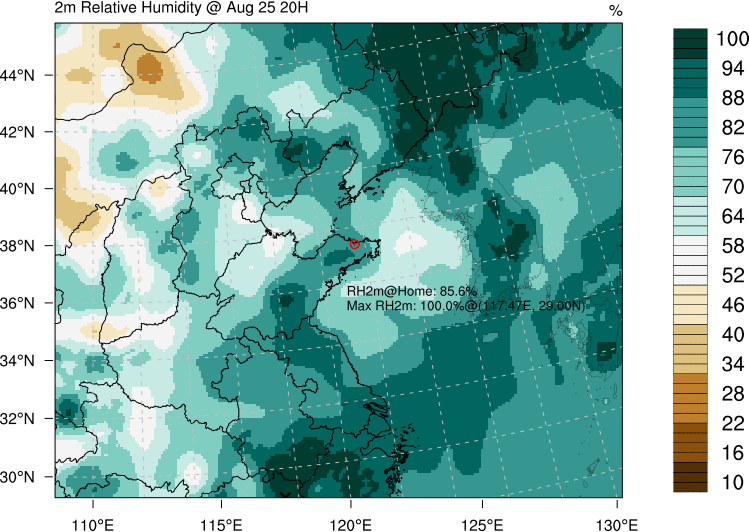 2m Relative Humidity @ Aug 25 20H
%
44°N
42°N
40°N
38°N
36°N
34°N
32°N
30°N
110°E
115°E
120°E
125°E
130°E
RH2m@Home: 85.6%
Max RH2m: 100.0%@(117.47E, 29.00N)
100
94
88
82
76
70
64
58
52
46
40
34
28
22
16
10